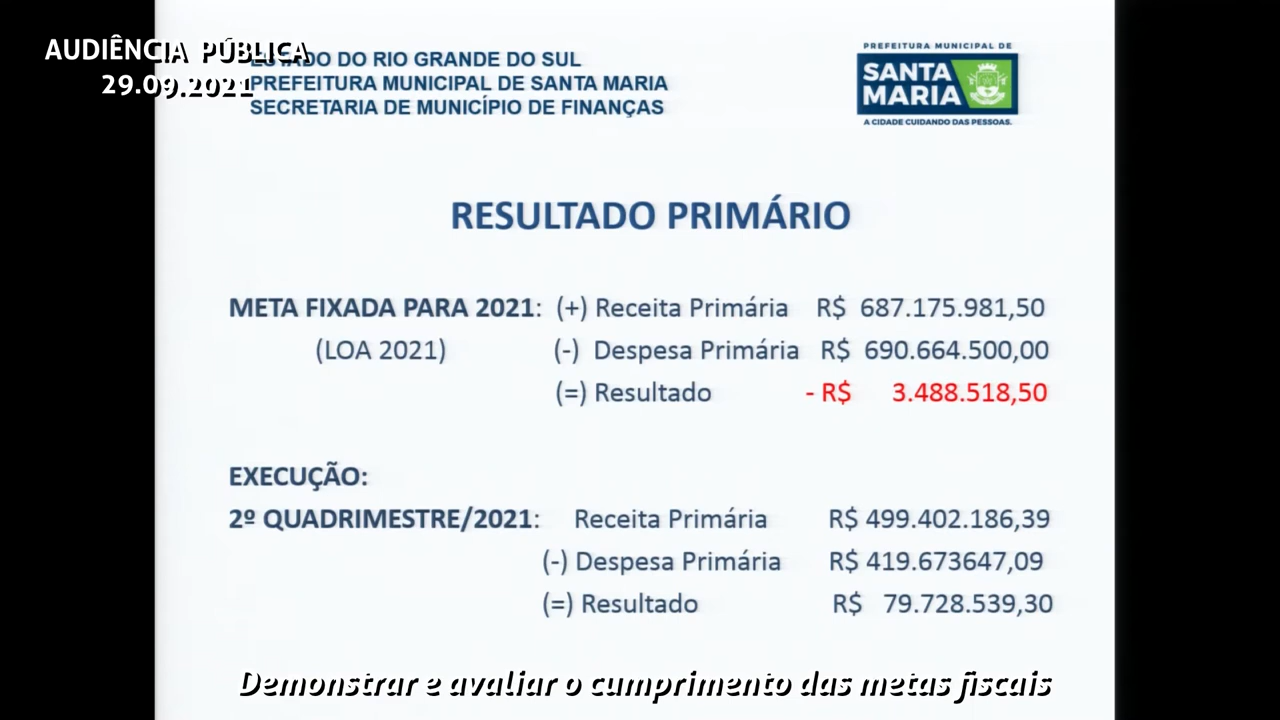 AUDIÊNCIA PÚBLICA
29.09.2021
ESTADO DO RIO GRANDE DO SUL
PREFEITURA MUNICIPAL DE SANTA MARIA
SECRETARIA DE MUNICÍPIO DE FINANÇAS
PREFEITURA MUNICIPAL DE
SANTA
MARIA
A CIDADE CUIDANDO DAS PESSOAS.
RESULTADO PRIMÁRIO
META FIXADA PARA 2021: (+) Receita Primária R$ 687.175.981,50
(LOA 2021) (-) Despesa Primária R$ 690.664.500,00
(=) Resultado - R$ 3.488.518,50
EXECUÇÃO:
2º QUADRIMESTRE/2021: Receita Primária R$ 499.402.186,39
(-) Despesa Primária R$ 419.673647,09
(=) Resultado R$ 79.728.539,30
Demonstrar e avaliar o cumprimento das metas fiscais